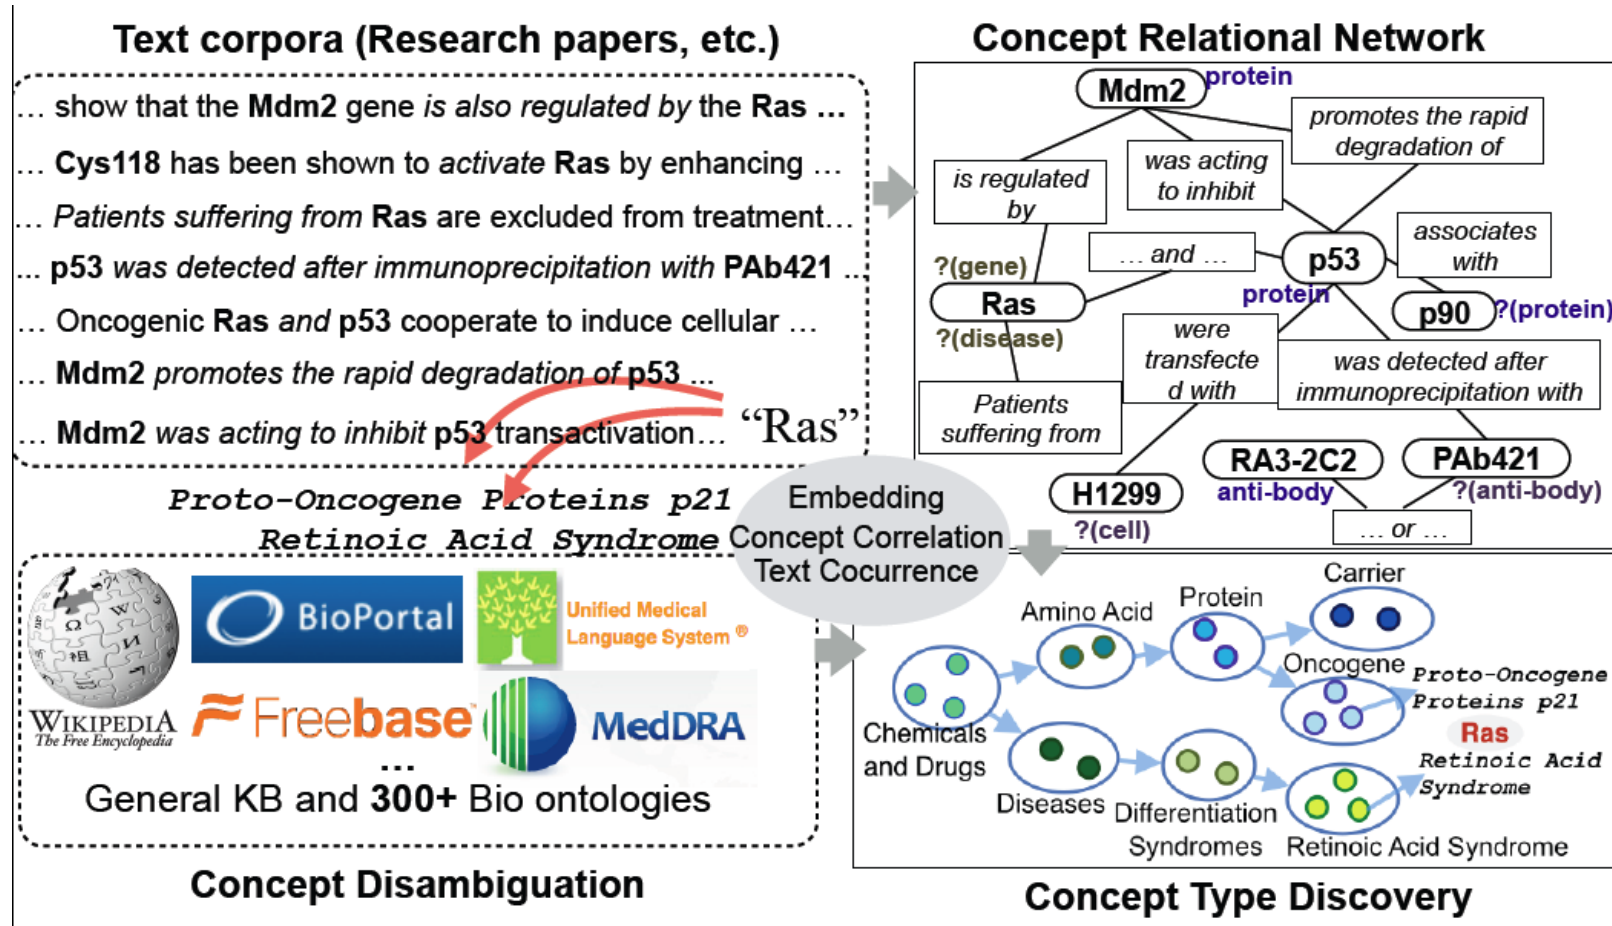 Text corpora (Research papers, etc.)
… show that the Mdm2 gene is also regulated by the Ras ...
… Cys118 has been shown to activate Ras by enhancing …
… Patients suffering from Ras are excluded from treatment…
... p53 was detected after immunoprecipitation with PAb421 ...
… Oncogenic Ras and p53 cooperate to induce cellular …
… Mdm2 promotes the rapid degradation of p53 ...
… Mdm2 was acting to inhibit p53 transactivation…
“Ras”
Proto-Oncogene Proteins p21
Retinoic Acid Syndrome
Embedding
Concept Correlation
Text Cocurrence
WIKIPEDIA
The Free Encyclopedia
BioPortal
Unified Medical
Language System ®
Freebase™
MedDRA
...
General KB and 300+ Bio ontologies
Concept Disambiguation
Concept Relational Network
Mdm2
protein
promotes the rapid
degradation of
was acting
to inhibit
is regulated
by
associates
with
… and …
p53
protein
?(gene)
Ras
?(disease)
p90
?(protein)
were
transfecte
d with
was detected after
immunoprecipitation with
Patients
suffering from
RA3-2C2
anti-body
PAb421
?(anti-body)
H1299
?(cell)
… or …
Carrier
Protein
Amino Acid
Oncogene
Proto-Oncogene
Proteins p21
Ras
Retinoic Acid
Syndrome
Chemicals
and Drugs
Diseases
Differentiation
Syndromes
Retinoic Acid Syndrome
Concept Type Discovery